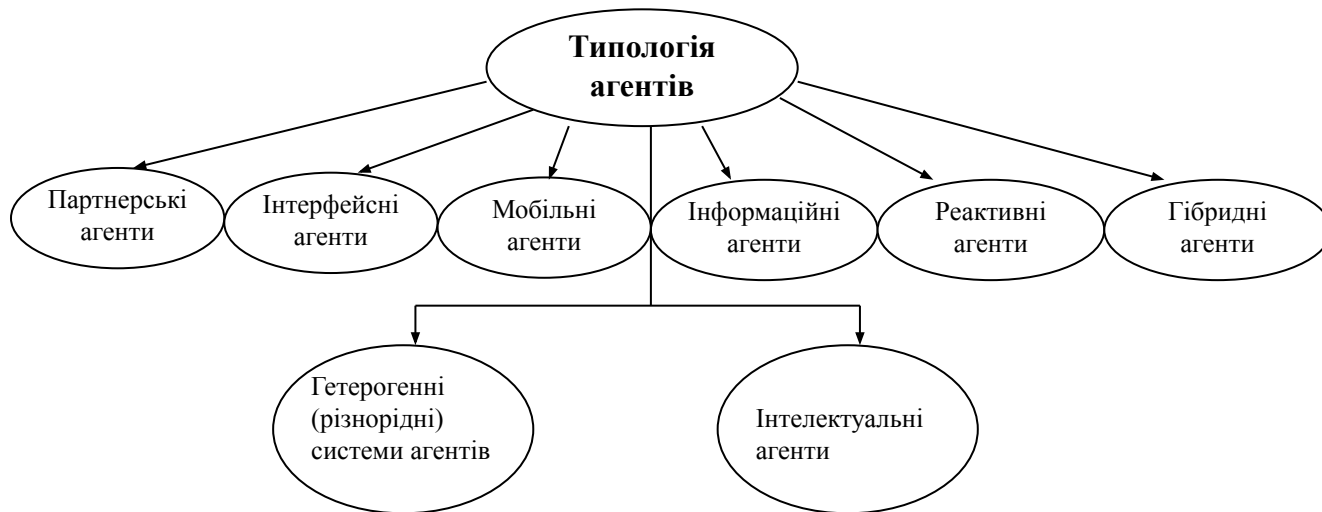 Типологія
агентів
Партнерські
агенти
Інтерфейсні
агенти
Мобільні
агенти
Інформаційні
агенти
Реактивні
агенти
Гібридні
агенти
Гетерогенні
(різнорідні)
системи агентів
Інтелектуальні
агенти